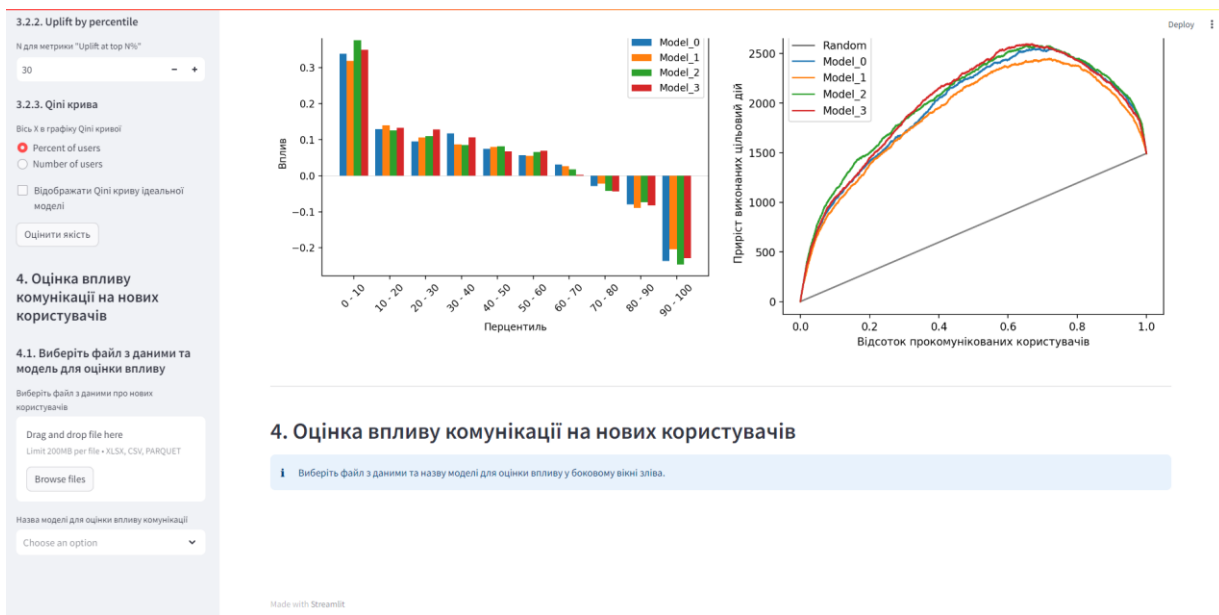 3.2.2. Uplift by percentile
N для метрики "Uplift at top N%"
30
- +
3.2.3. Qini крива
Вісь X в графіку Qini кривої
Percent of users
Number of users
Відображати Qini криву ідеальної
моделі
Оцінити якість
4. Оцінка впливу
комунікації на нових
користувачів
4.1. Виберіть файл з даними та
модель для оцінки впливу
Виберіть файл з даними про нових
користувачів
Drag and drop file here
Limit 200MB per file • XLSX, CSV, PARQUET
Browse files
Назва моделі для оцінки впливу комунікації
Choose an option
Deploy
Model_0
Model_1
Model_2
Model_3
Вплив
0.3
0.2
0.1
0.0
−0.1
−0.2
0 - 10
10 - 20
20 - 30
30 - 40
40 - 50
50 - 60
60 - 70
70 - 80
80 - 90
90 - 100
Перцентиль
Random
Model_0
Model_1
Model_2
Model_3
Приріст виконаних цільовий дій
2500
2000
1500
1000
500
0
0.0 0.2 0.4 0.6 0.8 1.0
Відсоток прокомунікованих користувачів
4. Оцінка впливу комунікації на нових користувачів
Виберіть файл з даними та назву моделі для оцінки впливу у боковому вікні зліва.
Made with Streamlit